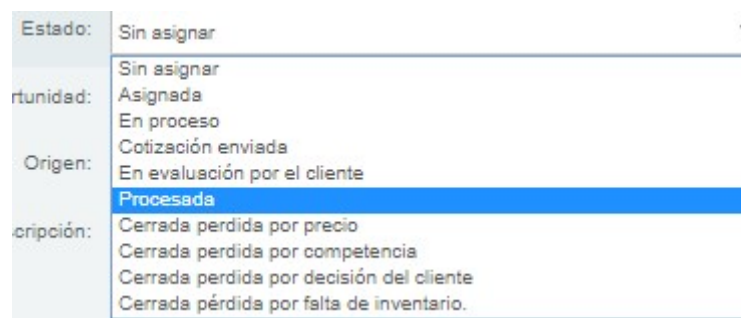 Estado: Sin asignar
Sin asignar
rtunidad: Asignada
En proceso
Cotización enviada
Origen: En evaluación por el cliente
Procesada
cripción: Cerrada perdida por precio
Cerrada perdida por competencia
Cerrada perdida por decisión del cliente
Cerrada pérdida por falta de inventario.